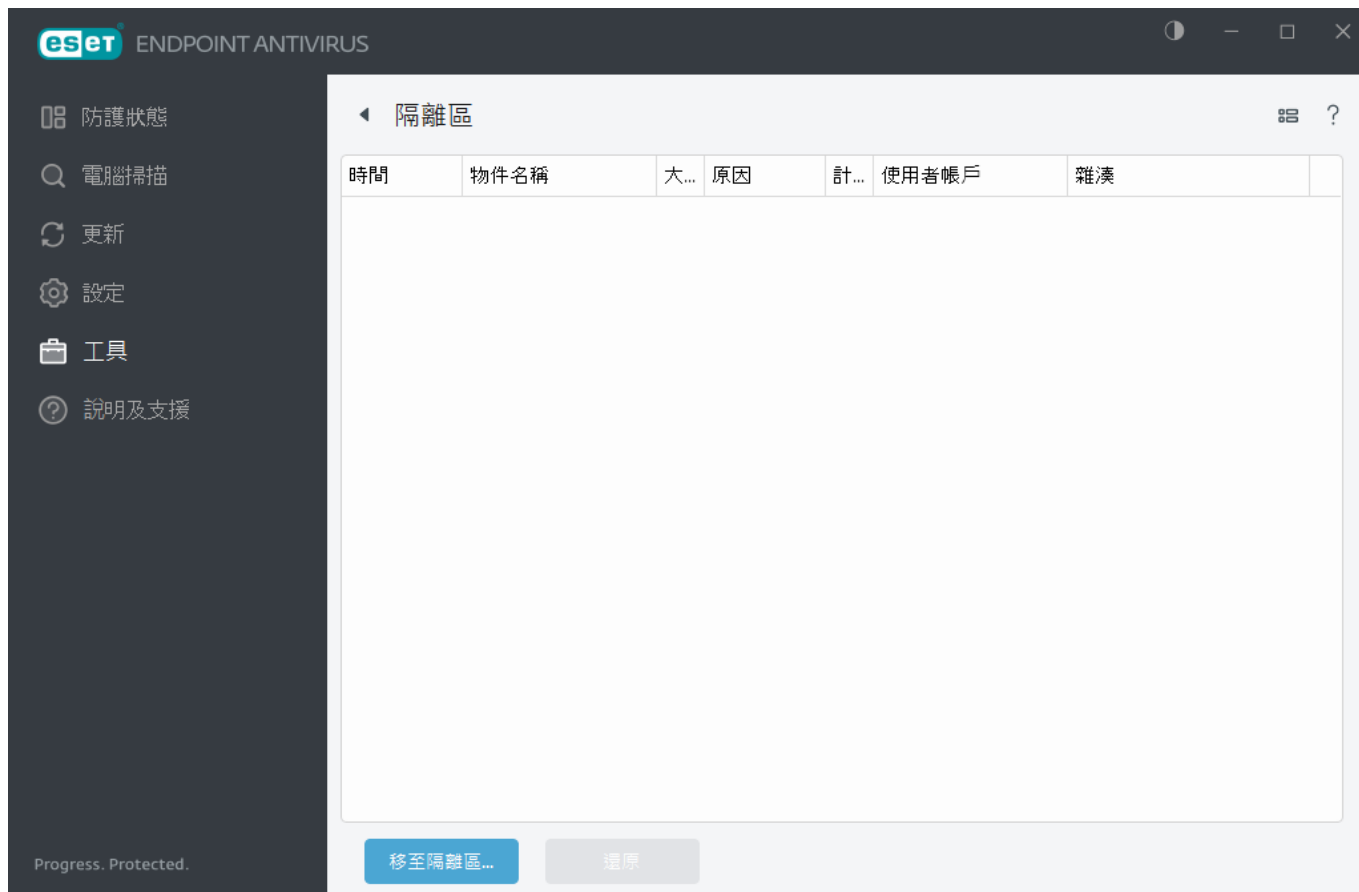 eset ENDPOINT ANTIVIRUS
防護狀態
電腦掃描
更新
設定
工具
說明及支援
Progress. Protected.
隔離區
?
時間 物件名稱 大... 原因 計... 使用者帳戶 雜湊
移至隔離區... 還原